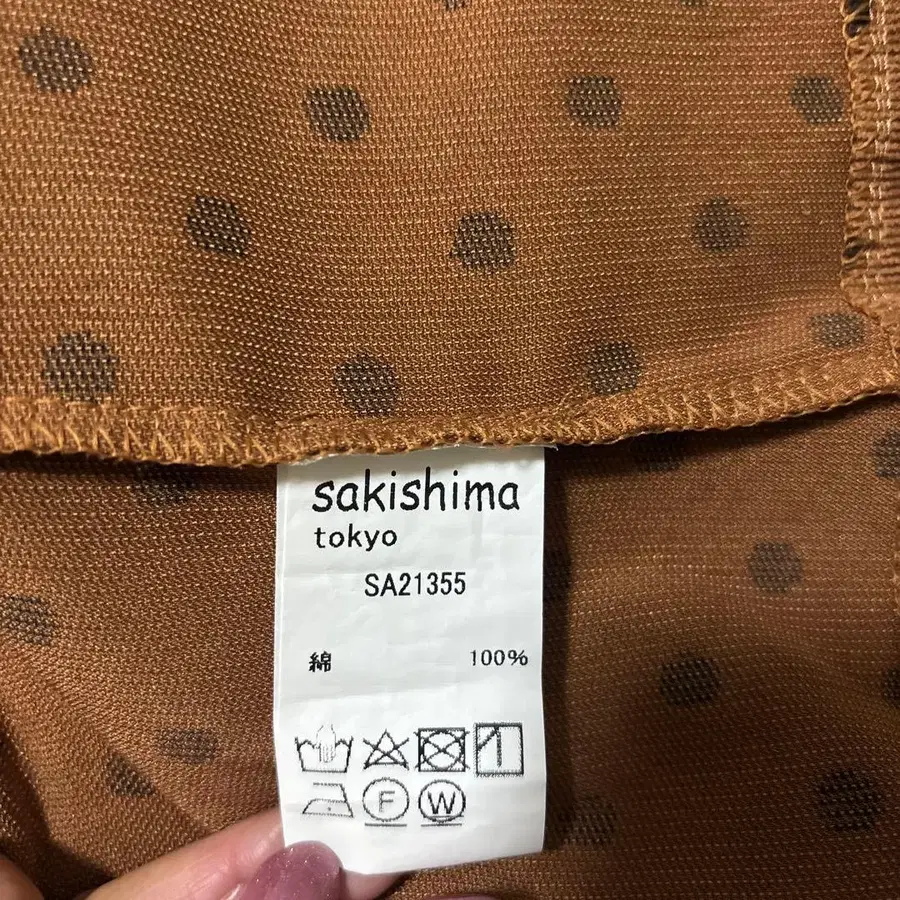 sakishima
tokyo
SA21355
綿 100%
F W